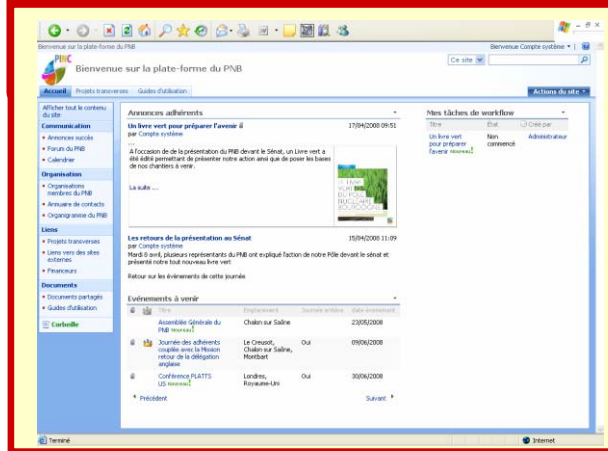 Bienvenue sur la plate-forme du PNB
Bienvenue Compte système
PINC
Bienvenue sur la plate-forme du PNB
Ce site
Accueil Projets transverses Guides d'utilisation
Actions du site
Afficher tout le contenu du site
Communication
Annonces succès
Forum du PNB
Calendrier
Organisation
Organisations membres du PNB
Annuaire de contacts
Organigramme du PNB
Liens
Projets transverses
Liens vers des sites externes
Financeurs
Documents
Documents partagés
Guides d'utilisation
Corbeille
Annonces adhérents
Un livre vert pour préparer l'avenir
17/04/2008 09:51
par Compte système
...
A l'occasion de de la présentation du PNB devant le Sénat, un Livre vert a
été édité permettant de présenter notre action ainsi que de poser les bases
de nos chantiers à venir.
La suite ...
LE LIVRE
VERT
DU PÔLE
NUCLÉAIRE
BOURGOGNE
Les retours de la présentation au Sénat
15/04/2008 11:09
par Compte système
Mardi 8 avril, plusieurs représentants du PNB ont expliqué l'action de notre Pôle devant le sénat et
présenté notre tout nouveau livre vert
Retour sur les événements de cette journée
Evénements à venir
Titre Emplacement Journée entière date événement
Assemblée Générale du PNB Nouveau! Chalon sur Saône 23/05/2008
Journée des adhérents couplée avec la Mission retour de la délégation anglaise Le Creusot, Chalon sur Saône, Montbart Oui 09/06/2008
Conférence PLATTS US Nouveau! Londres, Royaume-Uni Oui 30/06/2008
Précédent Suivant
Mes tâches de workflow
Titre État Créé par
Un livre vert pour préparer l'avenir Nouveau! Non commencé Administrateur
Terminé
Internet